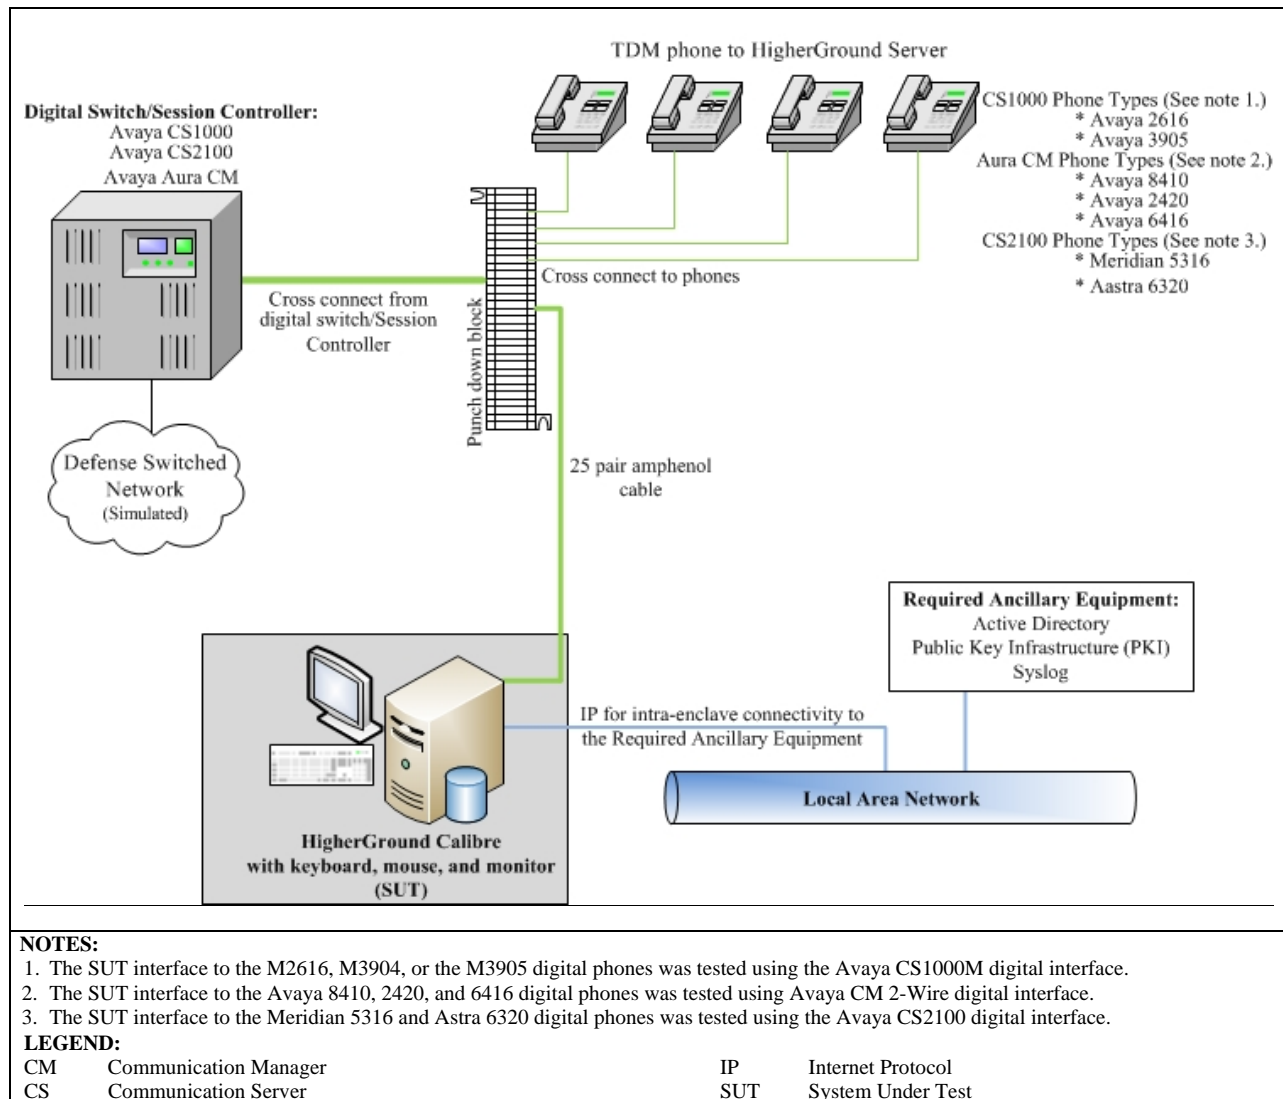 TDM phone to HigherGround Server
Digital Switch/Session Controller:
Avaya CS1000
Avaya CS2100
Avaya Aura CM
CS1000 Phone Types (See note 1.)
* Avaya 2616
* Avaya 3905
Aura CM Phone Types (See note 2.)
* Avaya 8410
* Avaya 2420
* Avaya 6416
CS2100 Phone Types (See note 3.)
* Meridian 5316
* Aastra 6320
Cross connect to phones
Cross connect from
digital switch/Session
Controller
Punch down block
Defense Switched
Network
(Simulated)
25 pair amphenol
cable
Required Ancillary Equipment:
Active Directory
Public Key Infrastructure (PKI)
Syslog
IP for intra-enclave connectivity to
the Required Ancillary Equipment
Local Area Network
HigherGround Calibre
with keyboard, mouse, and monitor
(SUT)
NOTES:
1. The SUT interface to the M2616, M3904, or the M3905 digital phones was tested using the Avaya CS1000M digital interface.
2. The SUT interface to the Avaya 8410, 2420, and 6416 digital phones was tested using Avaya CM 2-Wire digital interface.
3. The SUT interface to the Meridian 5316 and Astra 6320 digital phones was tested using the Avaya CS2100 digital interface.
LEGEND:
CM Communication Manager IP Internet Protocol
CS Communication Server SUT System Under Test